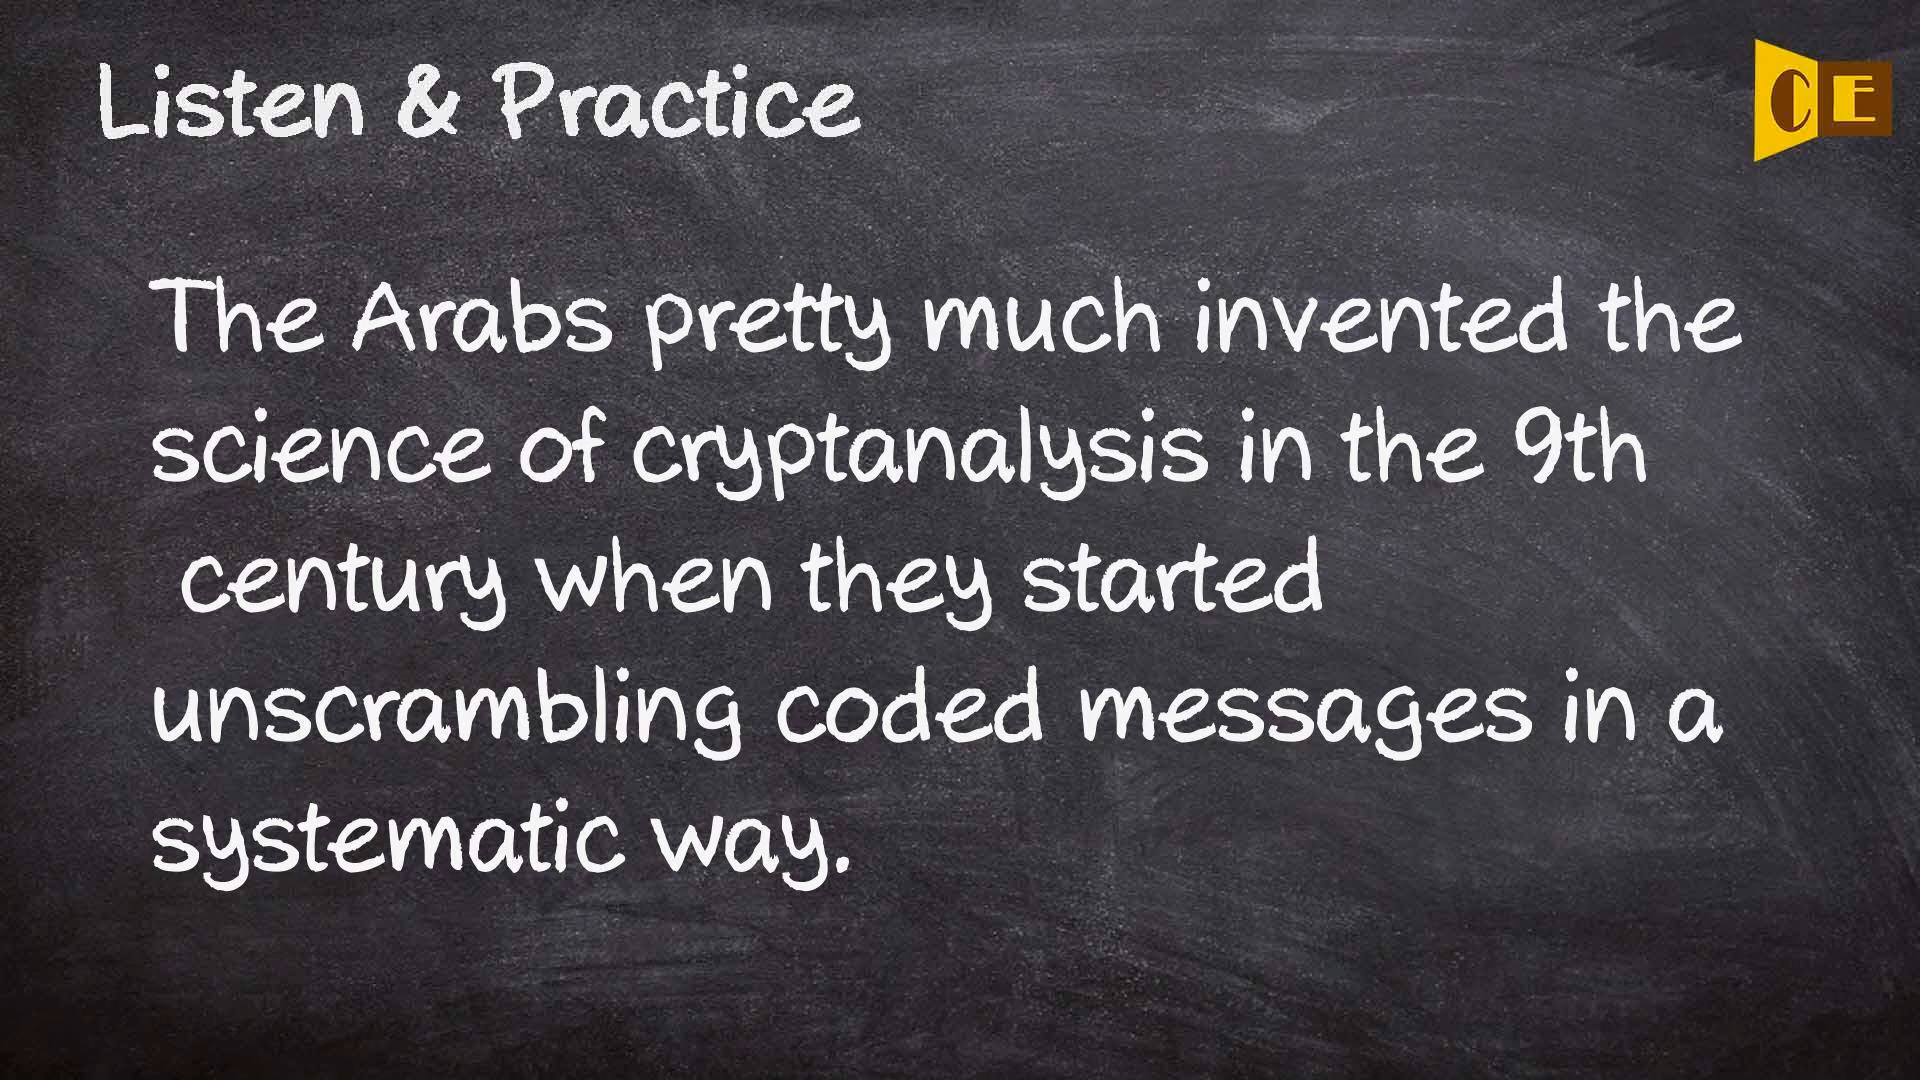 Listen & Practice
CE
The Arabs pretty much invented the
science of cryptanalysis in the 9th
century when they started
unscrambling coded messages in a
systematic way.